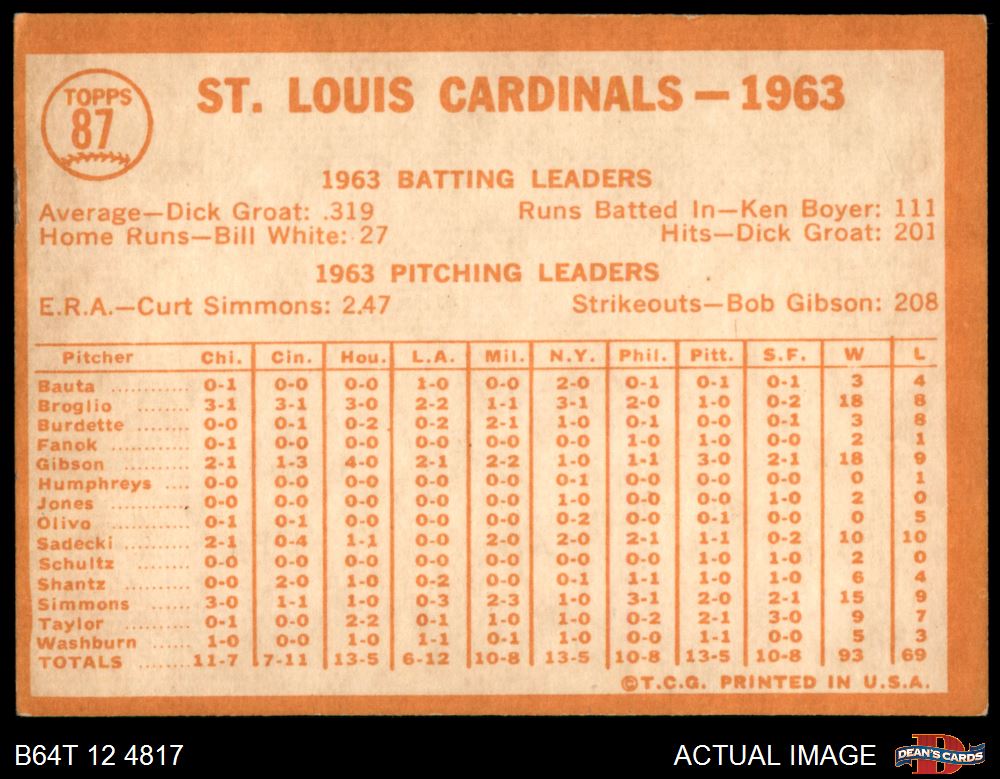 TOPPS
87
ST. LOUIS CARDINALS – 1963
1963 BATTING LEADERS
Average—Dick Groat: .319 Runs Batted In—Ken Boyer: 111
Home Runs—Bill White: 27 Hits—Dick Groat: 201
1963 PITCHING LEADERS
E.R.A.—Curt Simmons: 2.47 Strikeouts—Bob Gibson: 208
Pitcher Chi. Cin. Hou. L.A. Mil. N.Y. Phil. Pitt. S.F. W L
Bauta .......... 0-1 0-0 0-0 1-0 0-0 2-0 0-1 0-1 0-1 3 4
Broglio ........ 3-1 3-1 3-0 2-2 1-1 3-1 2-0 1-0 0-2 18 8
Burdette ...... 0-0 0-1 0-2 0-2 2-1 1-0 0-1 0-0 0-1 3 8
Fanok .......... 0-1 0-0 0-0 0-0 0-0 0-0 1-0 1-0 0-0 2 1
Gibson ........ 2-1 1-3 4-0 2-1 2-2 1-0 1-1 3-0 2-1 18 9
Humphreys .... 0-0 0-0 0-0 0-0 0-0 0-1 0-0 0-0 0-0 0 1
Jones .......... 0-0 0-0 0-0 0-0 0-0 1-0 0-0 0-0 1-0 2 0
Olivo .......... 0-1 0-1 0-0 0-0 0-0 0-2 0-0 0-1 0-0 0 5
Sadecki ........ 2-1 0-4 1-1 0-0 2-0 2-0 2-1 1-1 0-2 10 10
Schultz ........ 0-0 0-0 0-0 0-0 0-0 0-0 0-0 1-0 1-0 2 0
Shantz ........ 0-0 2-0 1-0 0-2 0-0 0-1 1-1 1-0 1-0 6 4
Simmons ...... 3-0 1-1 1-0 0-3 2-3 1-0 3-1 2-0 2-1 15 9
Taylor .......... 0-1 0-0 2-2 0-1 1-0 1-0 0-2 2-1 3-0 9 7
Washburn ...... 1-0 0-0 1-0 1-1 0-1 1-0 0-0 1-1 0-0 5 3
TOTALS ........ 11-7 7-11 13-5 6-12 10-8 13-5 10-8 13-5 10-8 93 69
©T.C.G. PRINTED IN U.S.A.
B64T 12 4817 ACTUAL IMAGE DEAN'S CARDS